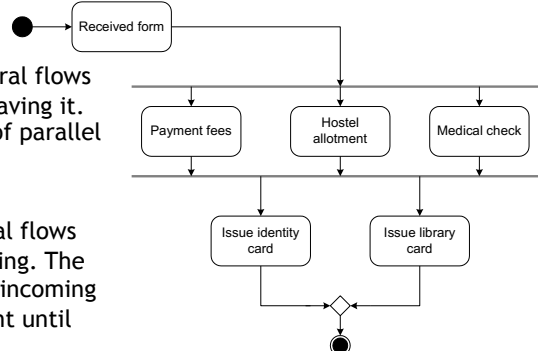 Received form
ral flows
aving it.
of parallel
Payment fees
Hostel
allotment
Medical check
al flows
ing. The
incoming
nt until
Issue identity
card
Issue library
card